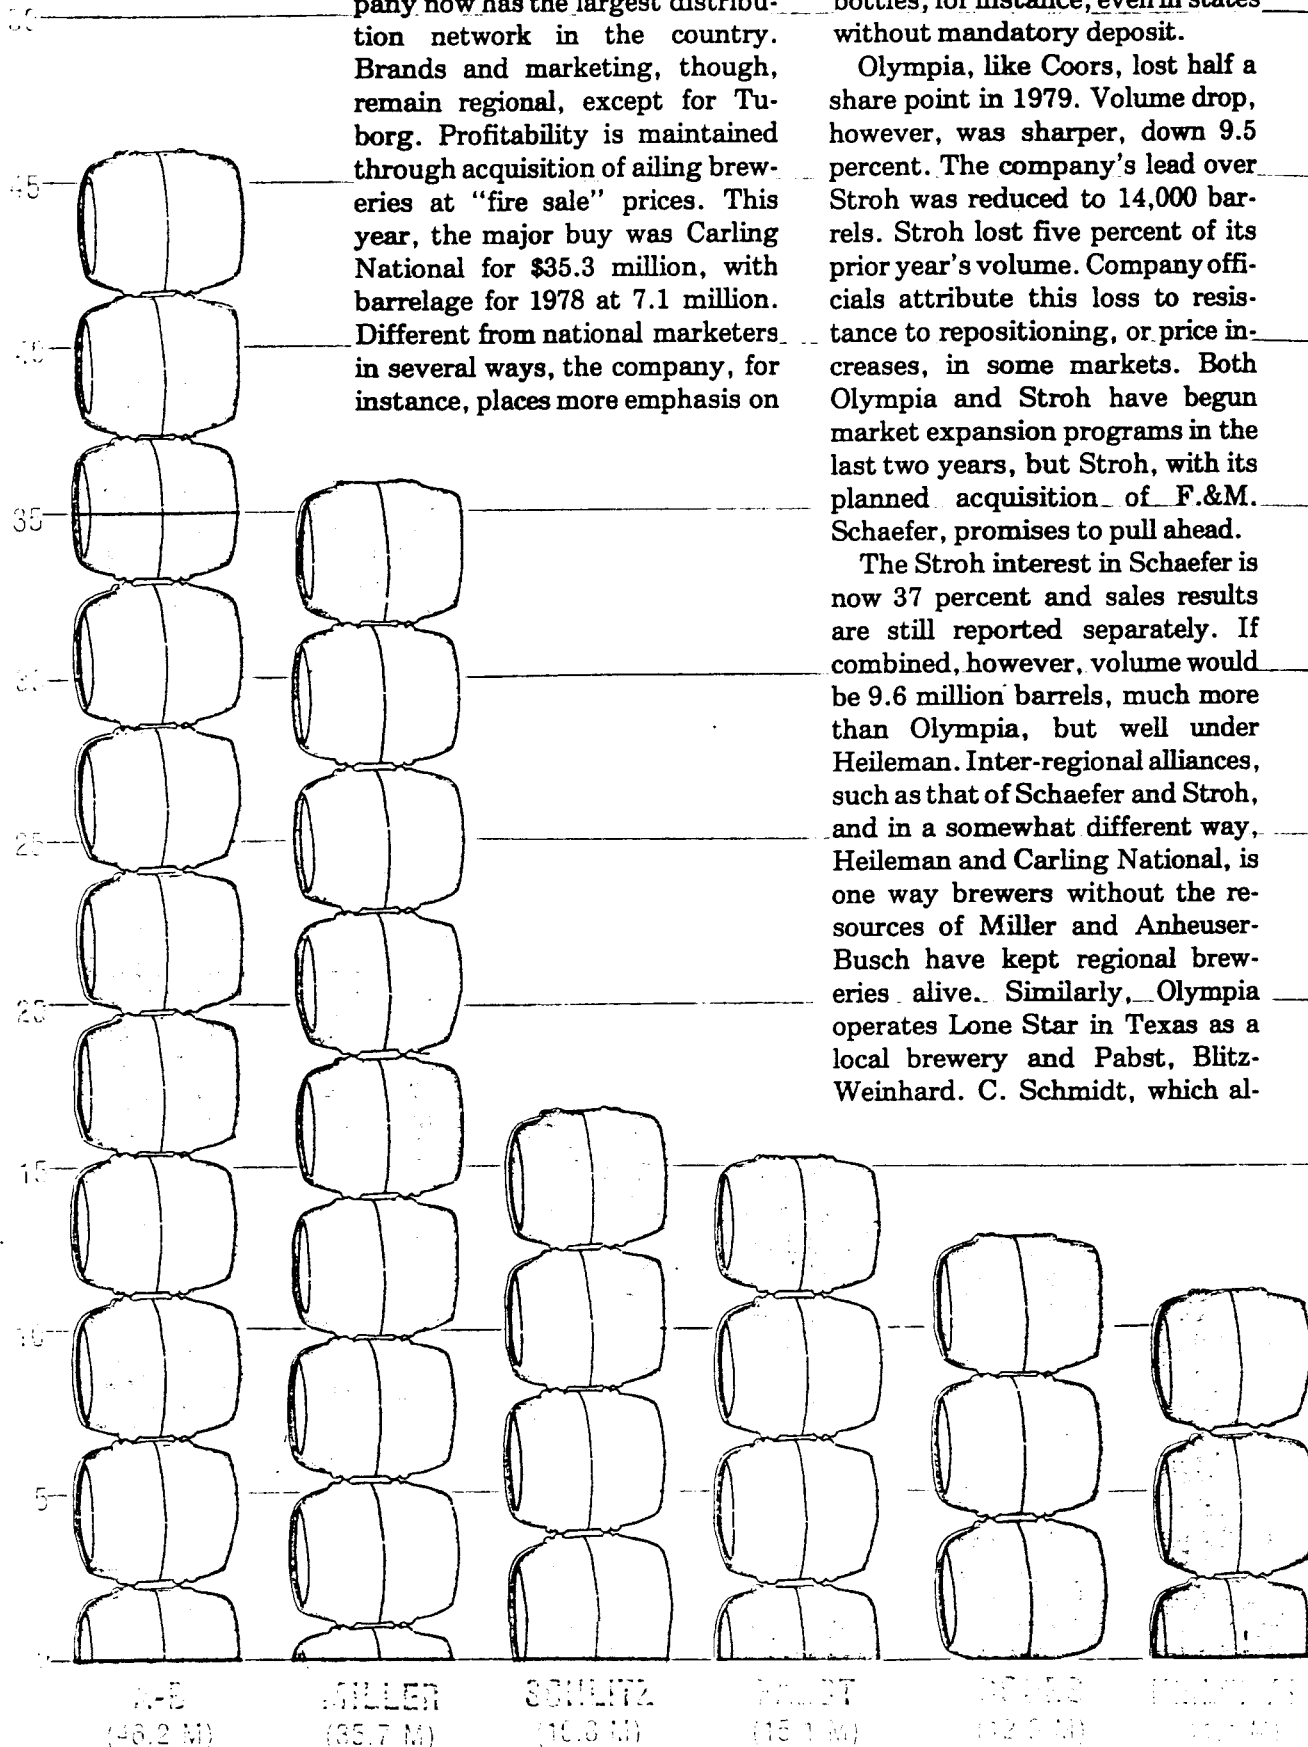 pany now has the largest distribu-
tion network in the country.
Brands and marketing, though,
remain regional, except for Tu-
borg. Profitability is maintained
through acquisition of ailing brew-
eries at "fire sale" prices. This
year, the major buy was Carling
National for $35.3 million, with
barrelage for 1978 at 7.1 million.
Different from national marketers
in several ways, the company, for
instance, places more emphasis on
bottles, for instance, even in states
without mandatory deposit.
Olympia, like Coors, lost half a
share point in 1979. Volume drop,
however, was sharper, down 9.5
percent. The company's lead over
Stroh was reduced to 14,000 bar-
rels. Stroh lost five percent of its
prior year's volume. Company offi-
cials attribute this loss to resis-
tance to repositioning, or price in-
creases, in some markets. Both
Olympia and Stroh have begun
market expansion programs in the
last two years, but Stroh, with its
planned acquisition of F.&M.
Schaefer, promises to pull ahead.
The Stroh interest in Schaefer is
now 37 percent and sales results
are still reported separately. If
combined, however, volume would
be 9.6 million barrels, much more
than Olympia, but well under
Heileman. Inter-regional alliances,
such as that of Schaefer and Stroh,
and in a somewhat different way,
Heileman and Carling National, is
one way brewers without the re-
sources of Miller and Anheuser-
Busch have kept regional brew-
eries alive. Similarly, Olympia
operates Lone Star in Texas as a
local brewery and Pabst, Blitz-
Weinhard. C. Schmidt, which al-
45
35
25
20
15
10
5
A-B
MILLER
SCHLITZ
(46.2 M)
(35.7 M)
(15.1 M)